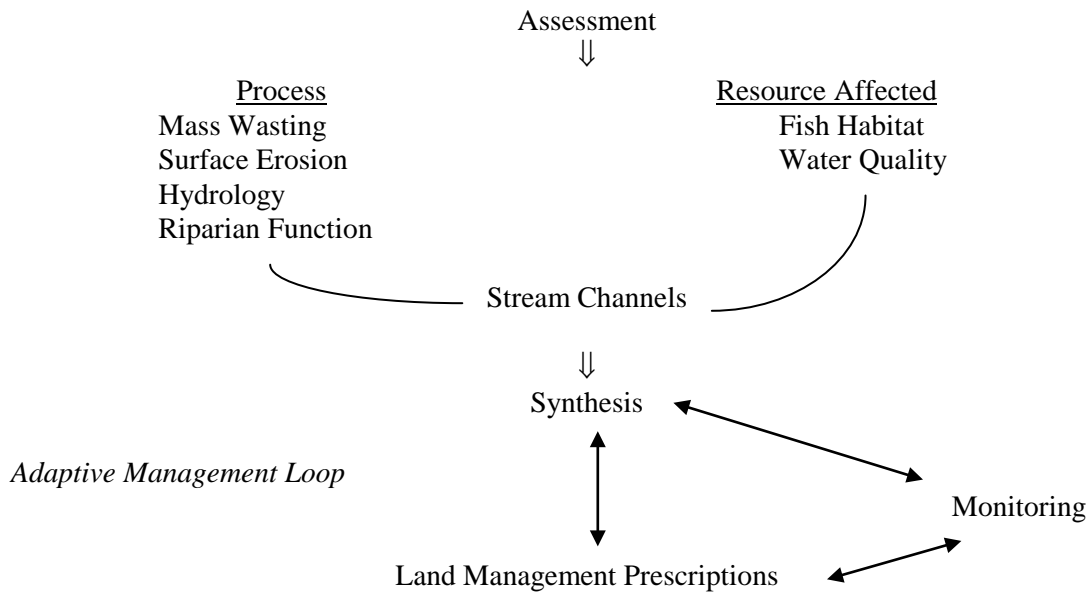 Assessment
⇓
Process
Resource Affected
Mass Wasting
Fish Habitat
Surface Erosion
Water Quality
Hydrology
Riparian Function
Stream Channels
⇓
Synthesis
Adaptive Management Loop
Monitoring
Land Management Prescriptions